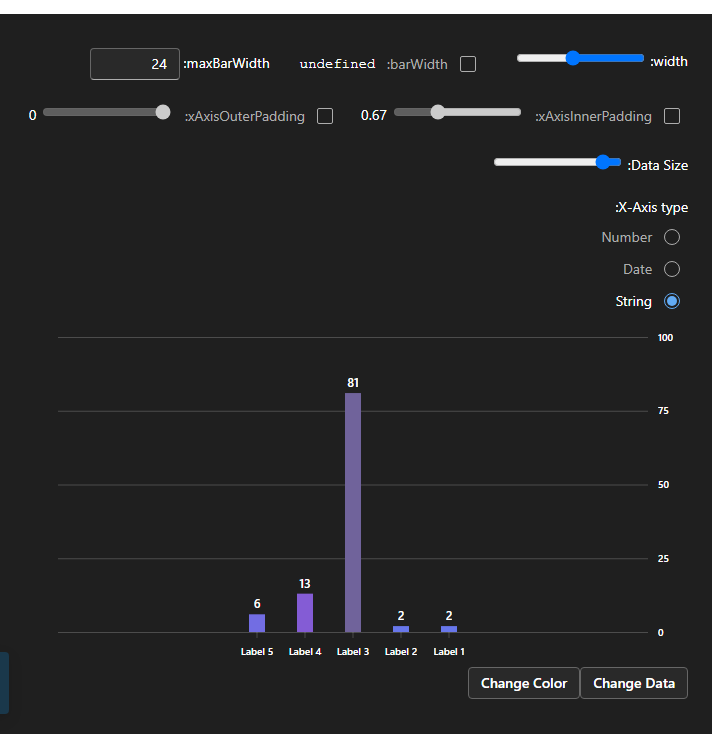 width:
barWidth: undefined
maxBarWidth: 24
xAxisInnerPadding: 0.67
xAxisOuterPadding: 0
Data Size:
X-Axis type:
Number
Date
String
100
75
50
25
0
81
13
6
2
2
Label 5
Label 4
Label 3
Label 2
Label 1
Change Color
Change Data